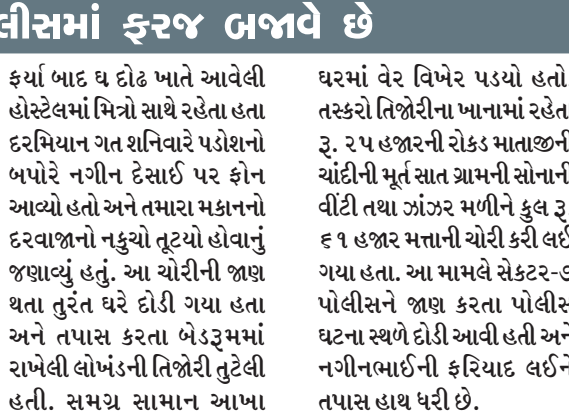 લીસમાં ફરજ બજાવે છે
ફર્યા બાદ ઘ દોઢ ખાતે આવેલી
હોસ્ટેલમાં મિત્રો સાથે રહેતા હતા
દરમિયાન ગત શનિવારે પડોશનો
બપોરે નગીન દેસાઈ પર ફોન
આવ્યો હતો અને તમારા મકાનનો
દરવાજાનો નકુચો તૂટયો હોવાનું
જણાવ્યું હતું. આ ચોરીની જાણ
થતા તુરંત ઘરે દોડી ગયા હતા
અને તપાસ કરતા બેડરૂમમાં
રાખેલી લોખંડની તિજોરી તુટેલી
હતી. સમગ્ર સામાન આખા
ઘરમાં વેર વિખેર પડયો હતો
તસ્કરો તિજોરીના ખાનામાં રહેતા
રૂ. ૨૫ હજારની રોકડ માતાજીની
ચાંદીની મૂર્ત સાત ગ્રામની સોનાની
વીંટી તથા ઝાંઝર મળીને કુલ રૂ
૬૧ હજાર મત્તાની ચોરી કરી લઈ
ગયા હતા. આ મામલે સેકટર-૭
પોલીસને જાણ કરતા પોલીસ
ઘટના સ્થળે દોડી આવી હતી અને
નગીનભાઈની ફરિયાદ લઈને
તપાસ હાથ ધરી છે.